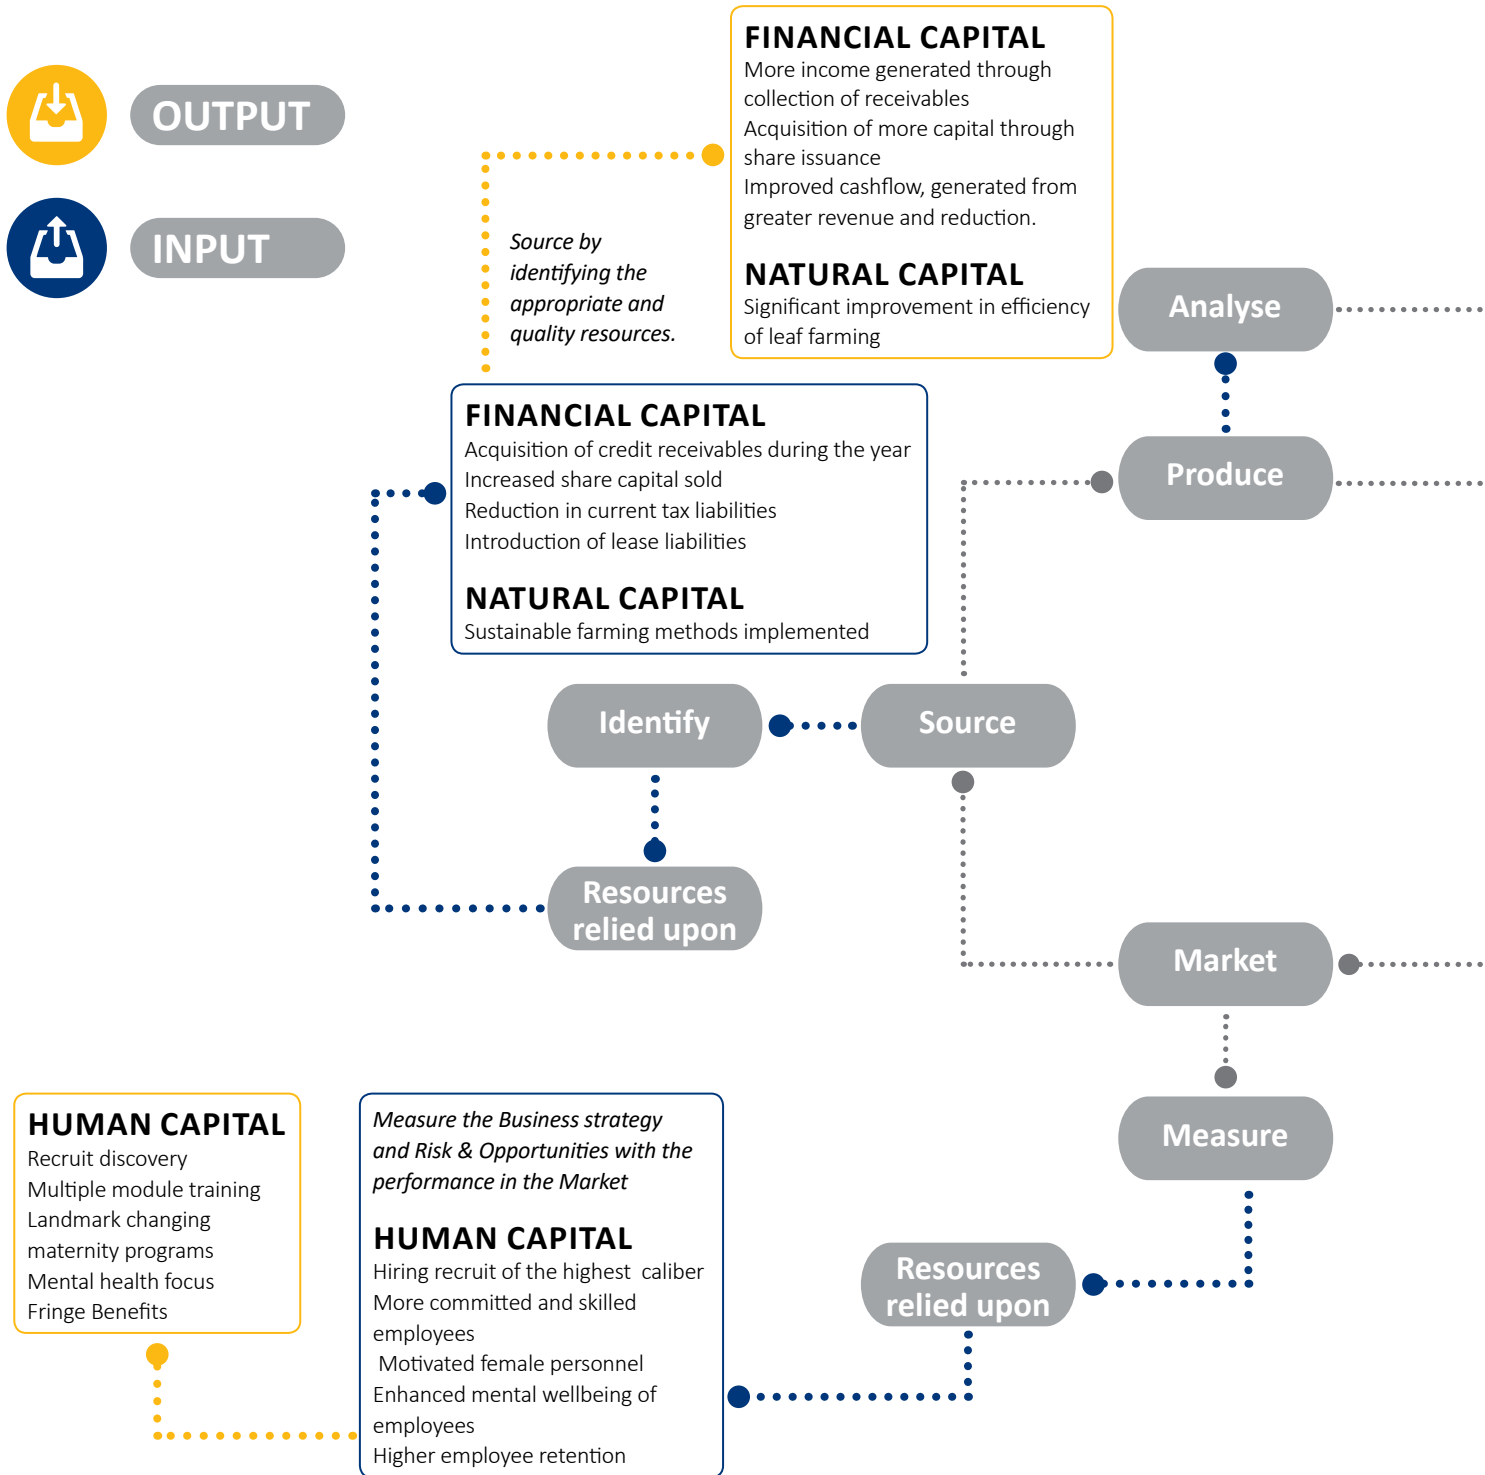 OUTPUT
INPUT
FINANCIAL CAPITAL
More income generated through
collection of receivables
Acquisition of more capital through
share issuance
Improved cashflow, generated from
greater revenue and reduction.
NATURAL CAPITAL
Significant improvement in efficiency
of leaf farming
Source by
identifying the
appropriate and
quality resources.
Analyse
FINANCIAL CAPITAL
Acquisition of credit receivables during the year
Increased share capital sold
Reduction in current tax liabilities
Introduction of lease liabilities
NATURAL CAPITAL
Sustainable farming methods implemented
Produce
Identify
Source
Resources
relied upon
Market
Measure
HUMAN CAPITAL
Recruit discovery
Multiple module training
Landmark changing
maternity programs
Mental health focus
Fringe Benefits
Measure the Business strategy
and Risk & Opportunities with the
performance in the Market
HUMAN CAPITAL
Hiring recruit of the highest caliber
More committed and skilled
employees
Motivated female personnel
Enhanced mental wellbeing of
employees
Higher employee retention
Resources
relied upon